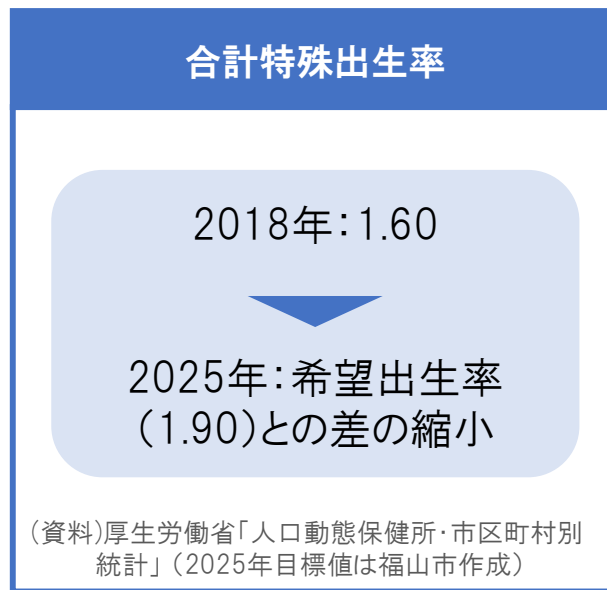 合計特殊出生率
2018年：1.60
2025年：希望出生率
（1.90）との差の縮小
（資料）厚生労働省「人口動態保健所・市区町村別
統計」（2025年目標値は福山市作成）